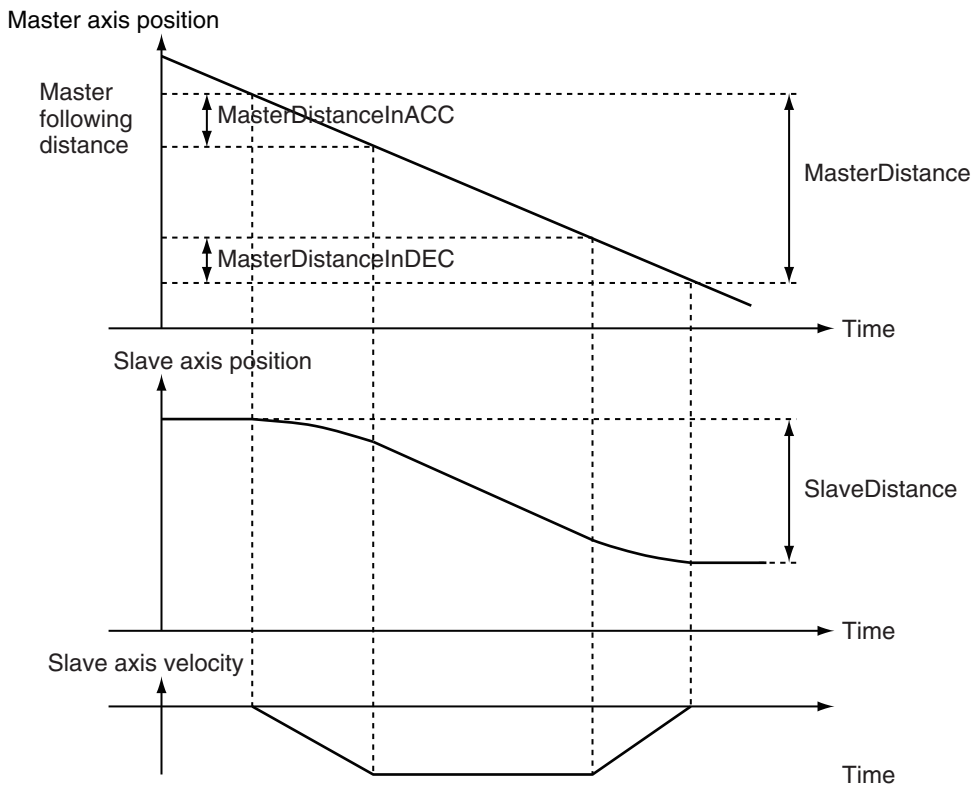 Master axis position
Master
following
distance
MasterDistanceInACC
MasterDistance
MasterDistanceInDEC
Time
Slave axis position
SlaveDistance
Time
Slave axis velocity
Time